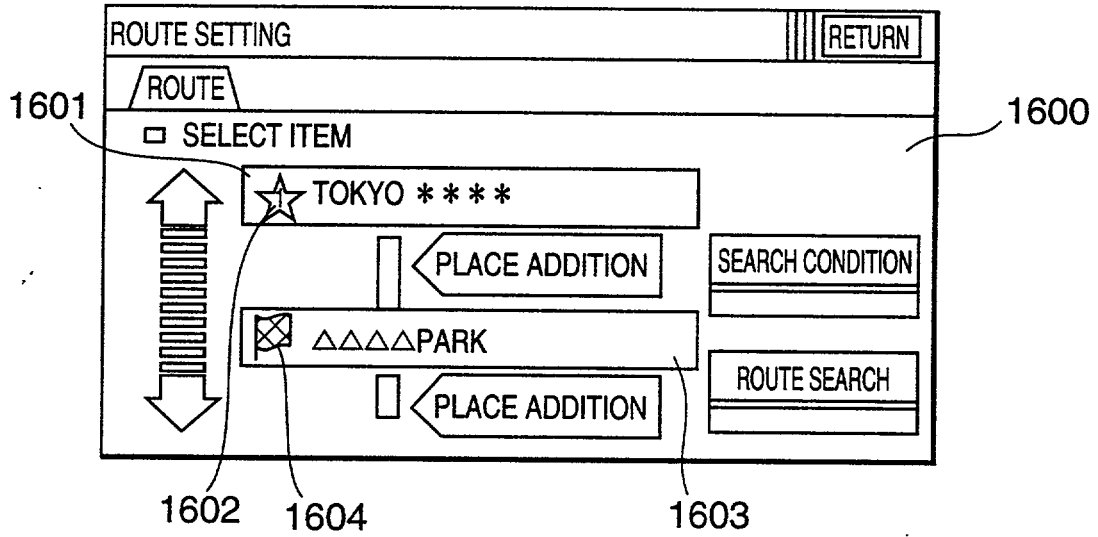 ROUTE SETTING
RETURN
ROUTE
1601
1600
SELECT ITEM
1 TOKYO ****
PLACE ADDITION
SEARCH CONDITION
△△△△PARK
ROUTE SEARCH
PLACE ADDITION
1602
1604
1603